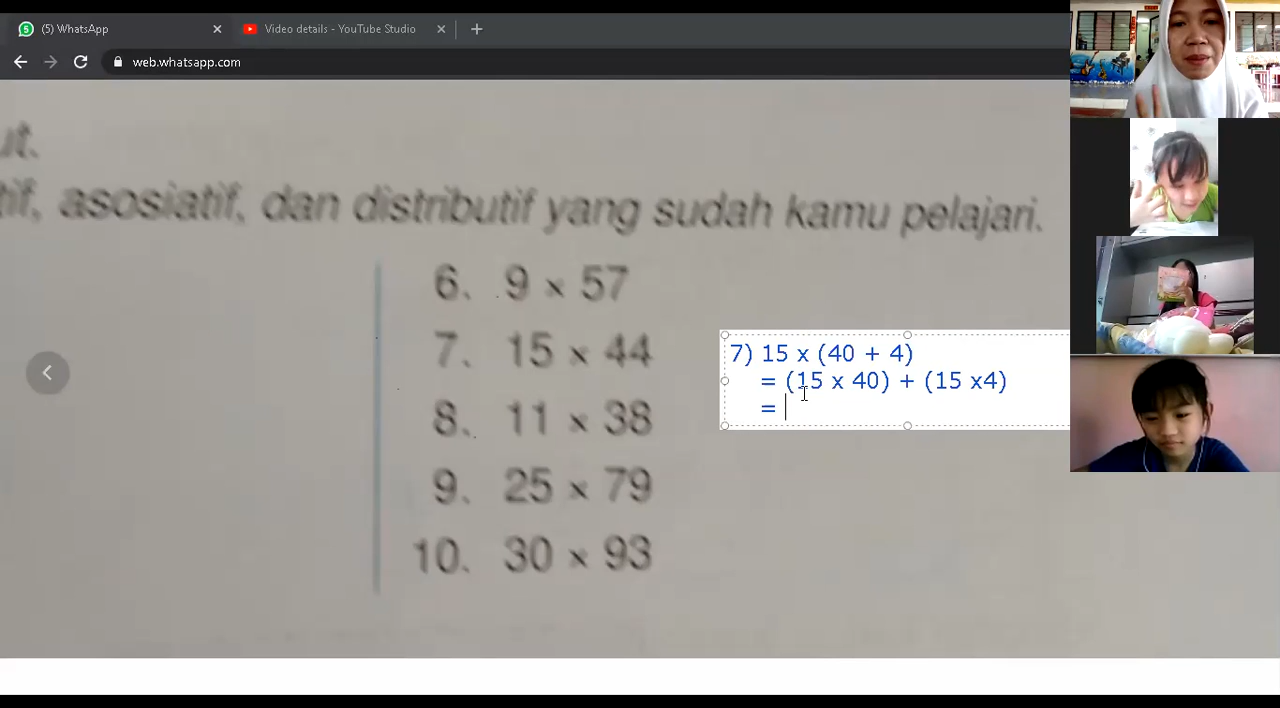 (5) WhatsApp
Video details - YouTube Studio
web.whatsapp.com
asosiatif, dan distributif yang sudah kamu pelajari.
6. 9 × 57
7. 15 × 44
8. 11 × 38
9. 25 × 79
10. 30 × 93
7) 15 x (40 + 4)
= (15 x 40) + (15 x4)
=